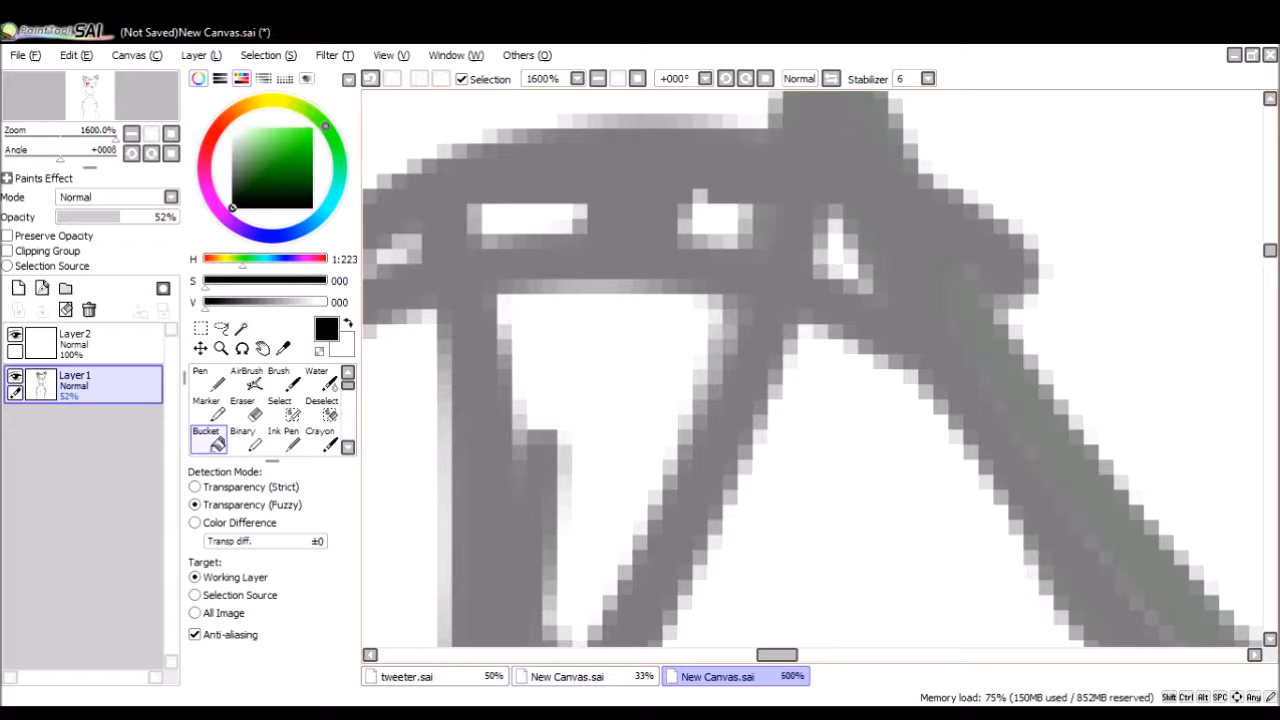 PaintTool SAI (Not Saved)New Canvas.sai (*)
File (F) Edit (E) Canvas (C) Layer (L) Selection (S) Filter (T) View (V) Window (W) Others (O)
Selection 1600% +000° Normal Stabilizer 6
Zoom 1600.0%
Angle +000°
Paints Effect
Mode Normal
Opacity 52%
Preserve Opacity
Clipping Group
Selection Source
Layer2
Normal
100%
Layer1
Normal
52%
H 1:223
S 000
V 000
Pen AirBrush Brush Water
Marker Eraser Select Deselect
Bucket Binary Ink Pen Crayon
Detection Mode:
Transparency (Strict)
Transparency (Fuzzy)
Color Difference
Transp diff. ±0
Target:
Working Layer
Selection Source
All Image
Anti-aliasing
tweeter.sai 50% New Canvas.sai 33% New Canvas.sai 600%
Memory load: 75% (150MB used / 852MB reserved) Shift Ctrl Alt SPC Any